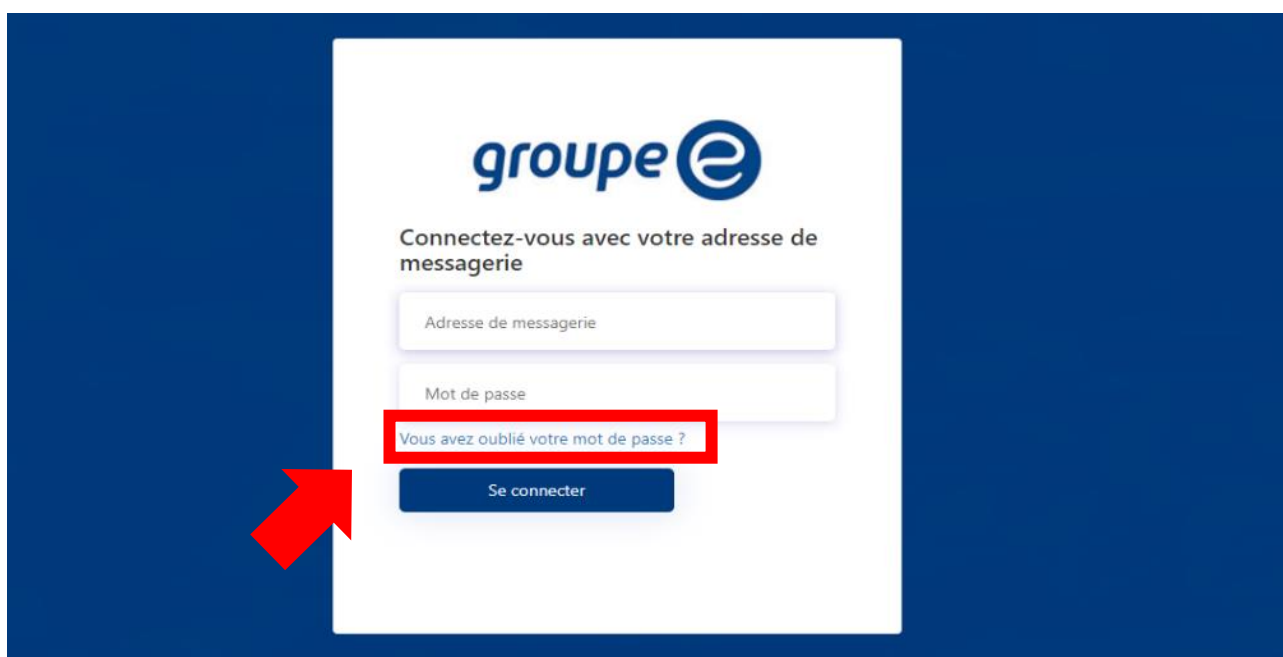 groupe e
Connectez-vous avec votre adresse de
messagerie
Adresse de messagerie
Mot de passe
Vous avez oublié votre mot de passe ?
Se connecter